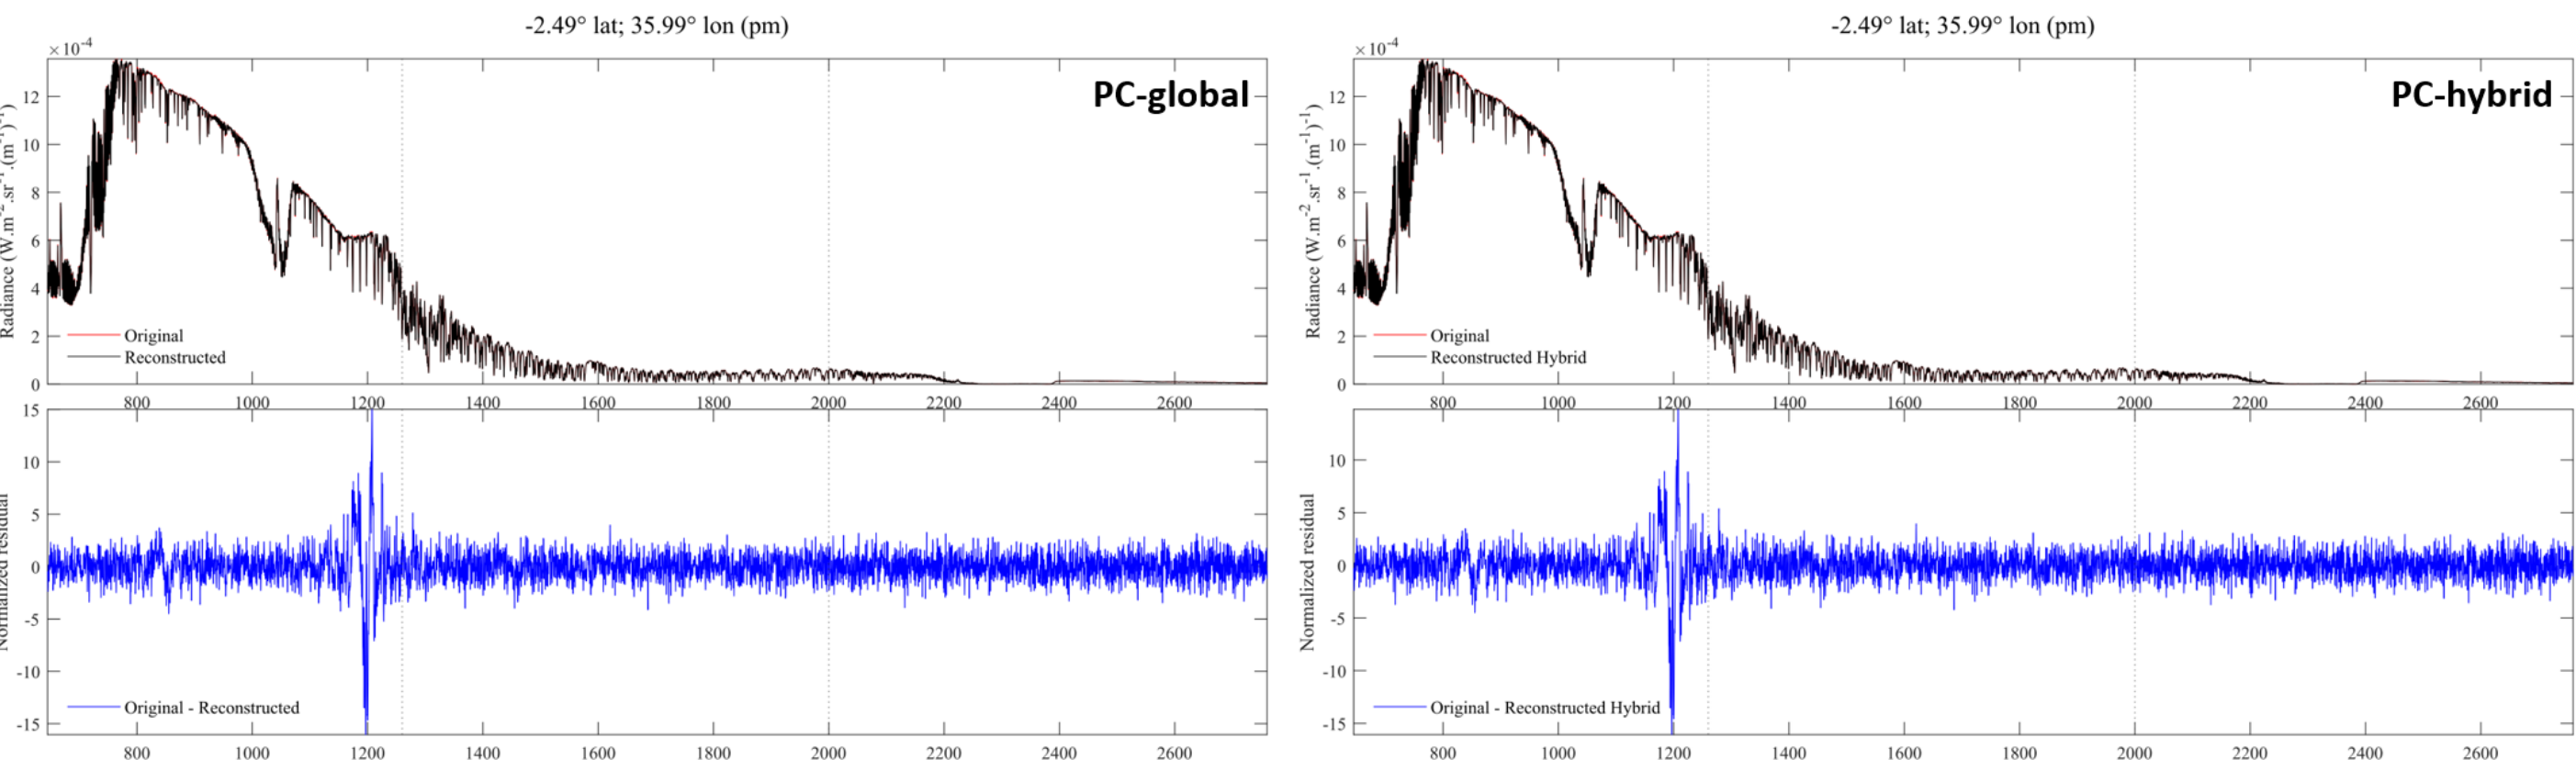 -2.49° lat; 35.99° lon (pm)
×10⁻⁴
PC-global
Radiance (W.m⁻².sr⁻¹.(m⁻¹)⁻¹)
12
10
8
6
4
2
0
Original
Reconstructed
800 1000 1200 1400 1600 1800 2000 2200 2400 2600
Normalized residual
15
10
5
0
-5
-10
-15
Original - Reconstructed
800 1000 1200 1400 1600 1800 2000 2200 2400 2600
-2.49° lat; 35.99° lon (pm)
×10⁻⁴
PC-hybrid
Radiance (W.m⁻².sr⁻¹.(m⁻¹)⁻¹)
12
10
8
6
4
2
0
Original
Reconstructed Hybrid
800 1000 1200 1400 1600 1800 2000 2200 2400 2600
Normalized residual
10
5
0
-5
-10
-15
Original - Reconstructed Hybrid
800 1000 1200 1400 1600 1800 2000 2200 2400 2600